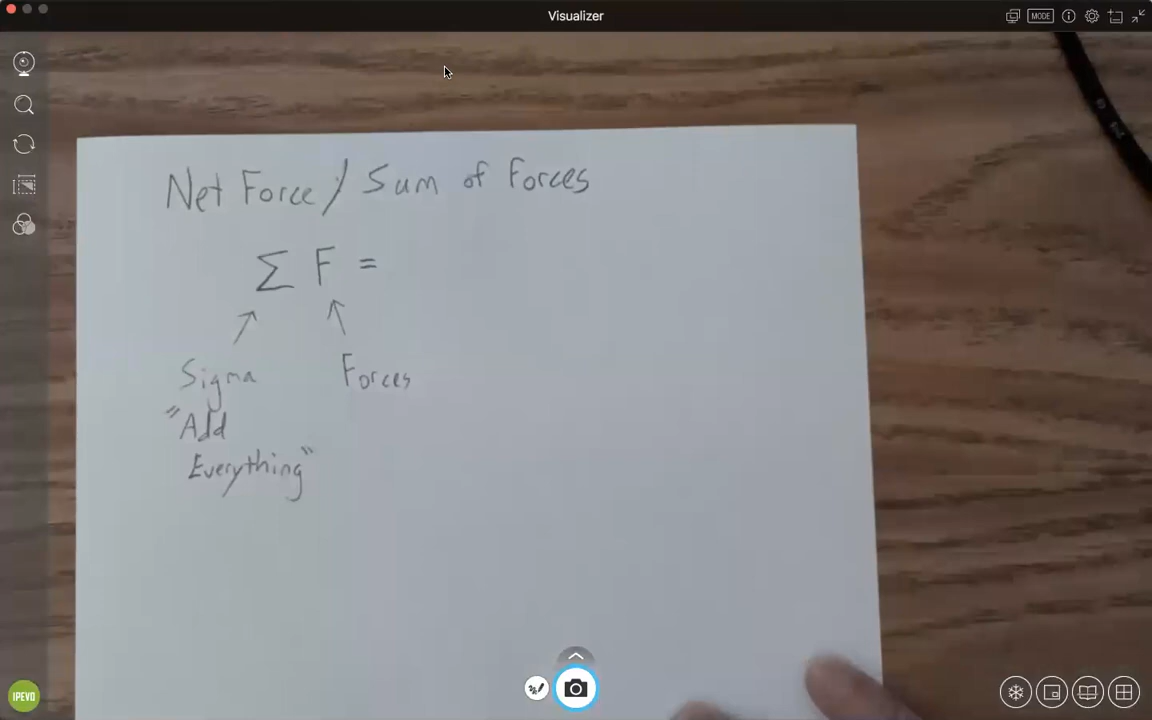 Visualizer
MODE
Net Force / Sum of Forces
Σ F =
Sigma Forces
"Add
Everything"
IPEVO